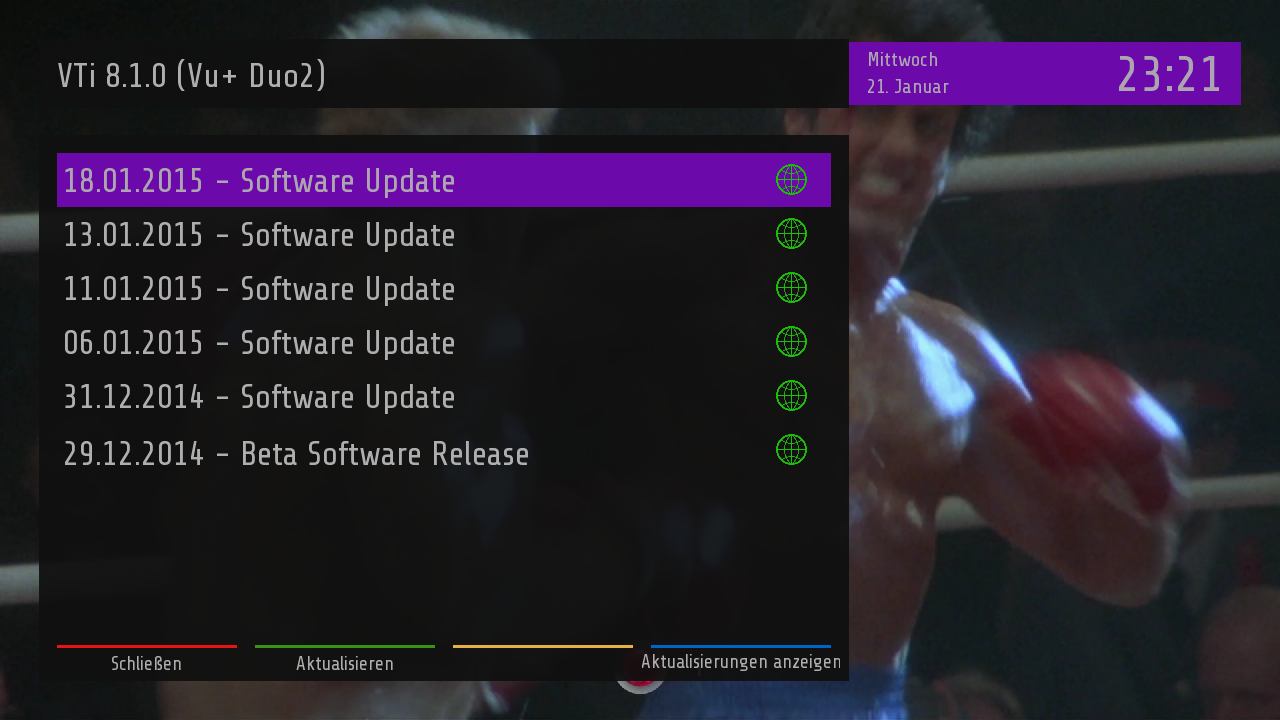 VTi 8.1.0 (Vu+ Duo2)
Mittwoch
21. Januar
23:21
18.01.2015 - Software Update
13.01.2015 - Software Update
11.01.2015 - Software Update
06.01.2015 - Software Update
31.12.2014 - Software Update
29.12.2014 - Beta Software Release
Schließen
Aktualisieren
Aktualisierungen anzeigen